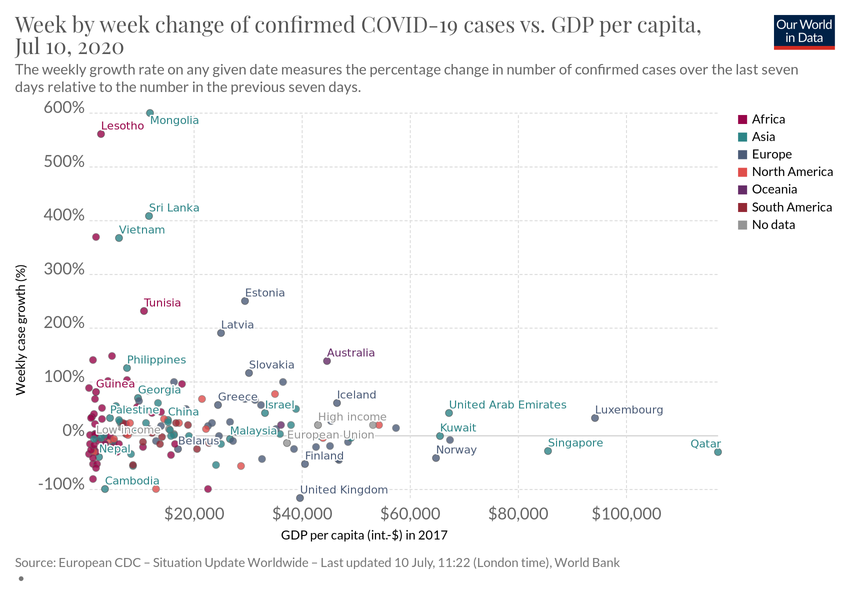 Week by week change of confirmed COVID-19 cases vs. GDP per capita,
Jul 10, 2020
Our World
in Data
The weekly growth rate on any given date measures the percentage change in number of confirmed cases over the last seven
days relative to the number in the previous seven days.
600%
500%
400%
300%
200%
100%
0%
-100%
Weekly case growth (%)
Mongolia
Lesotho
Sri Lanka
Vietnam
Estonia
Tunisia
Latvia
Australia
Philippines
Slovakia
Guinea
Georgia
Greece
Iceland
Israel
United Arab Emirates
Palestine
China
Luxembourg
High income
Low income
Malaysia
European Union
Kuwait
Belarus
Nepal
Finland
Norway
Singapore
Qatar
Cambodia
United Kingdom
$20,000
$40,000
$60,000
$80,000
$100,000
GDP per capita (int.-$) in 2017
Africa
Asia
Europe
North America
Oceania
South America
No data
Source: European CDC – Situation Update Worldwide – Last updated 10 July, 11:22 (London time), World Bank